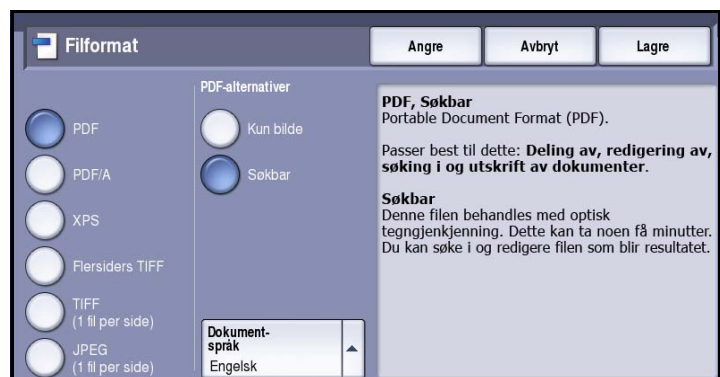 Filformat
Angre
Avbryt
Lagre
PDF
PDF/A
XPS
Flersiders TIFF
TIFF
(1 fil per side)
JPEG
(1 fil per side)
PDF-alternativer
Kun bilde
Søkbar
Dokument-
språk
Engelsk
PDF, Søkbar
Portable Document Format (PDF).
Passer best til dette: Deling av, redigering av,
søking i og utskrift av dokumenter.
Søkbar
Denne filen behandles med optisk
tegngjenkjenning. Dette kan ta noen få minutter.
Du kan søke i og redigere filen som blir resultatet.